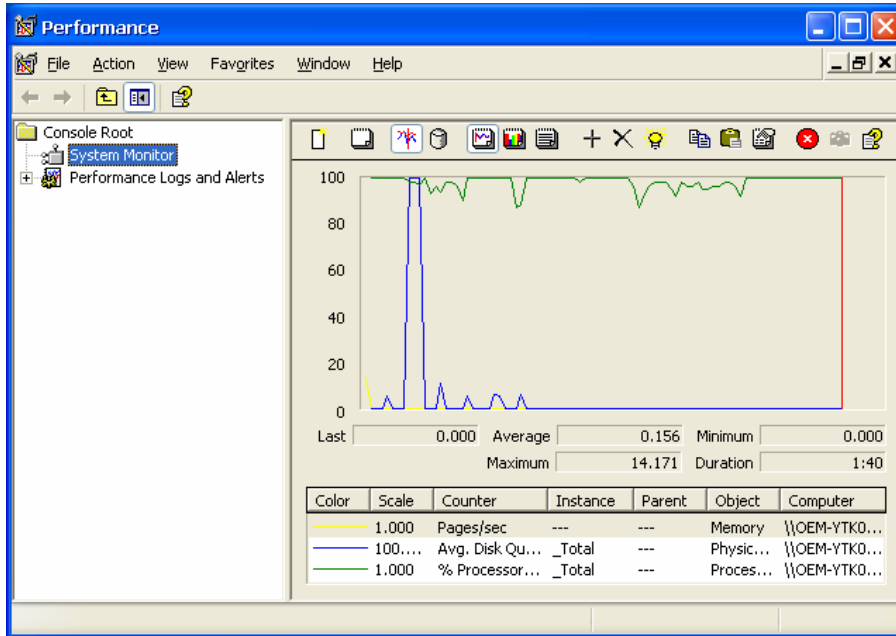 Performance
File Action View Favorites Window Help
Console Root
System Monitor
Performance Logs and Alerts
100
80
60
40
20
0
Last 0.000 Average 0.156 Minimum 0.000
Maximum 14.171 Duration 1:40
Color Scale Counter Instance Parent Object Computer
1.000 Pages/sec --- --- Memory \\OEM-YTK0...
100.... Avg. Disk Qu... _Total --- Physic... \\OEM-YTK0...
1.000 % Processor... _Total --- Proces... \\OEM-YTK0...